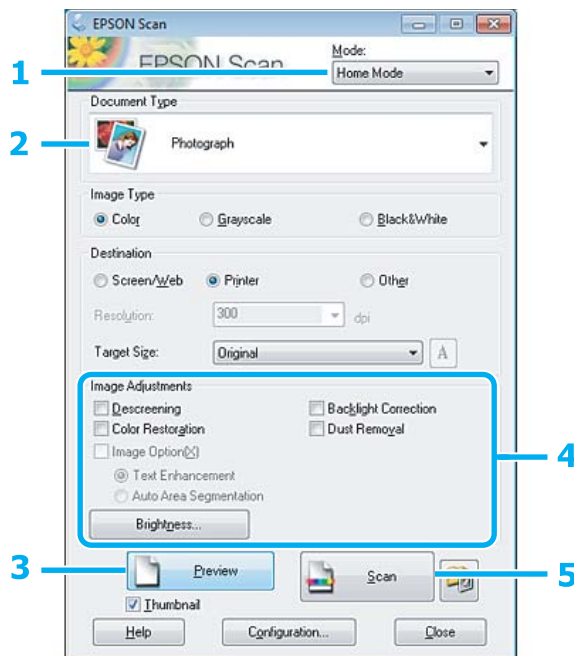 EPSON Scan
EPSON Scan
Mode:
1
Home Mode
Document Type
2
Photograph
Image Type
Color Grayscale Black&White
Destination
Screen/Web Printer Other
Resolution: 300 dpi
Target Size: Original A
Image Adjustments
Descreening Backlight Correction
Color Restoration Dust Removal
Image Option(X)
4
Text Enhancement
Auto Area Segmentation
Brightness...
3 Preview Scan 5
Thumbnail
Help Configuration... Close